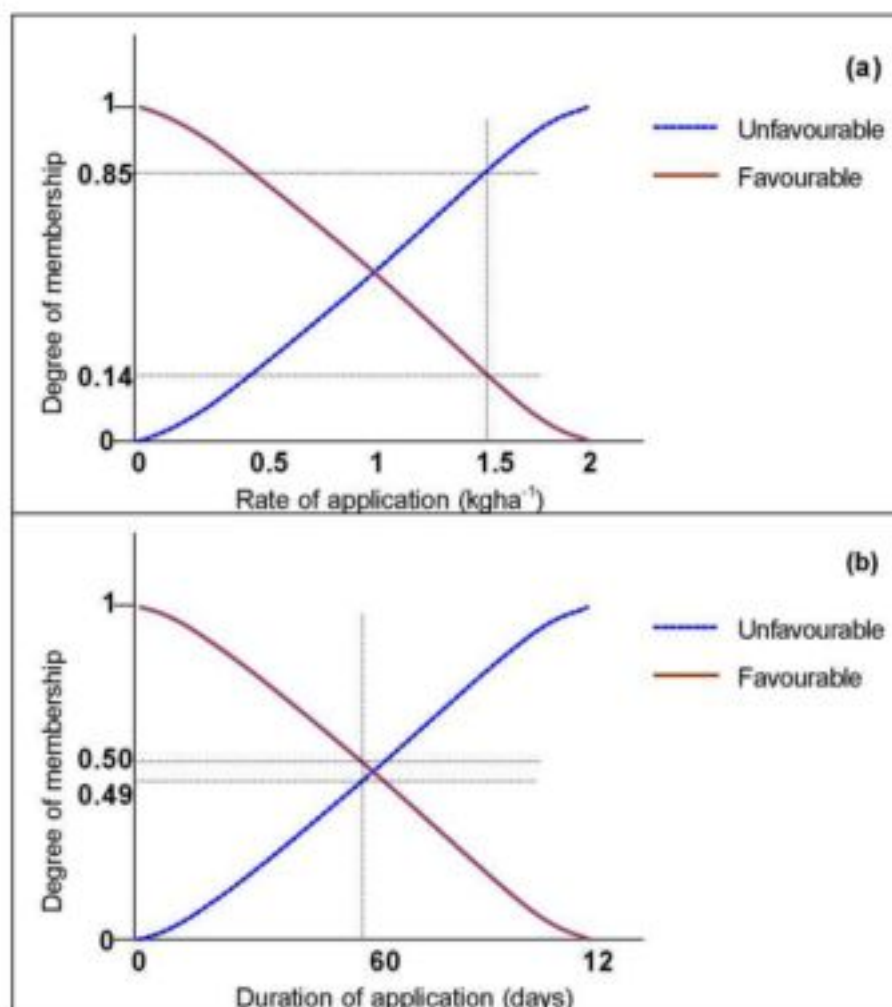 (a)
Unfavourable
Favourable
1
0.85
0.14
0
Degree of membership
0 0.5 1 1.5 2
Rate of application (kgha⁻¹)
(b)
Unfavourable
Favourable
1
0.50
0.49
0
Degree of membership
0 60 12
Duration of application (days)